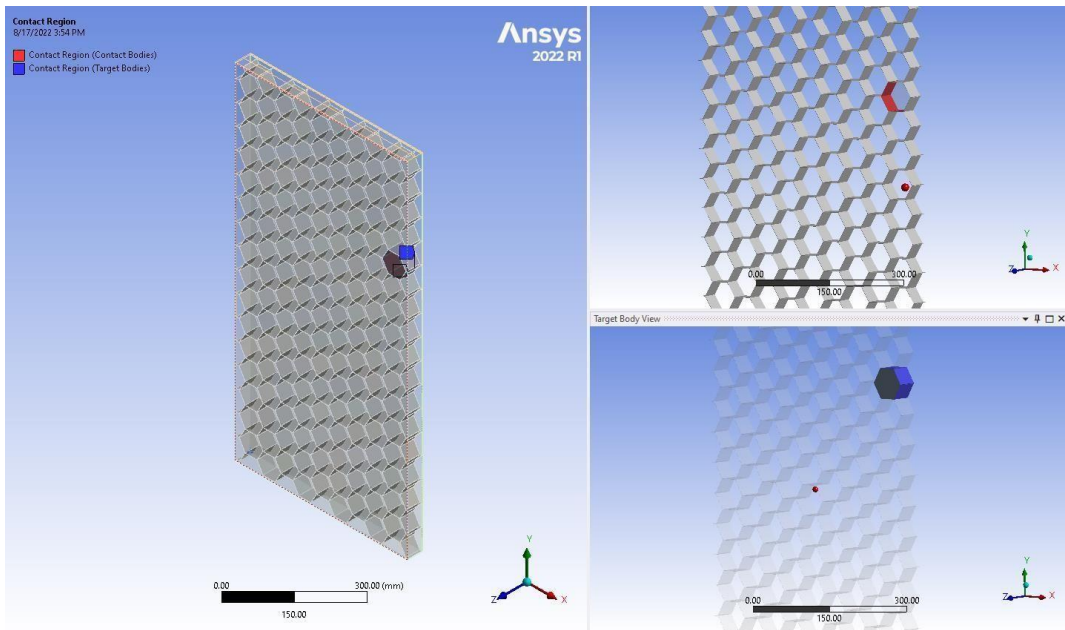 Contact Region
8/17/2022 3:54 PM
Contact Region (Contact Bodies)
Contact Region (Target Bodies)
Ansys
2022 R1
0.00
300.00 (mm)
150.00
Y
Z
X
0.00
300.00
150.00
Y
Z
X
Target Body View
0.00
300.00
150.00
Y
Z
X